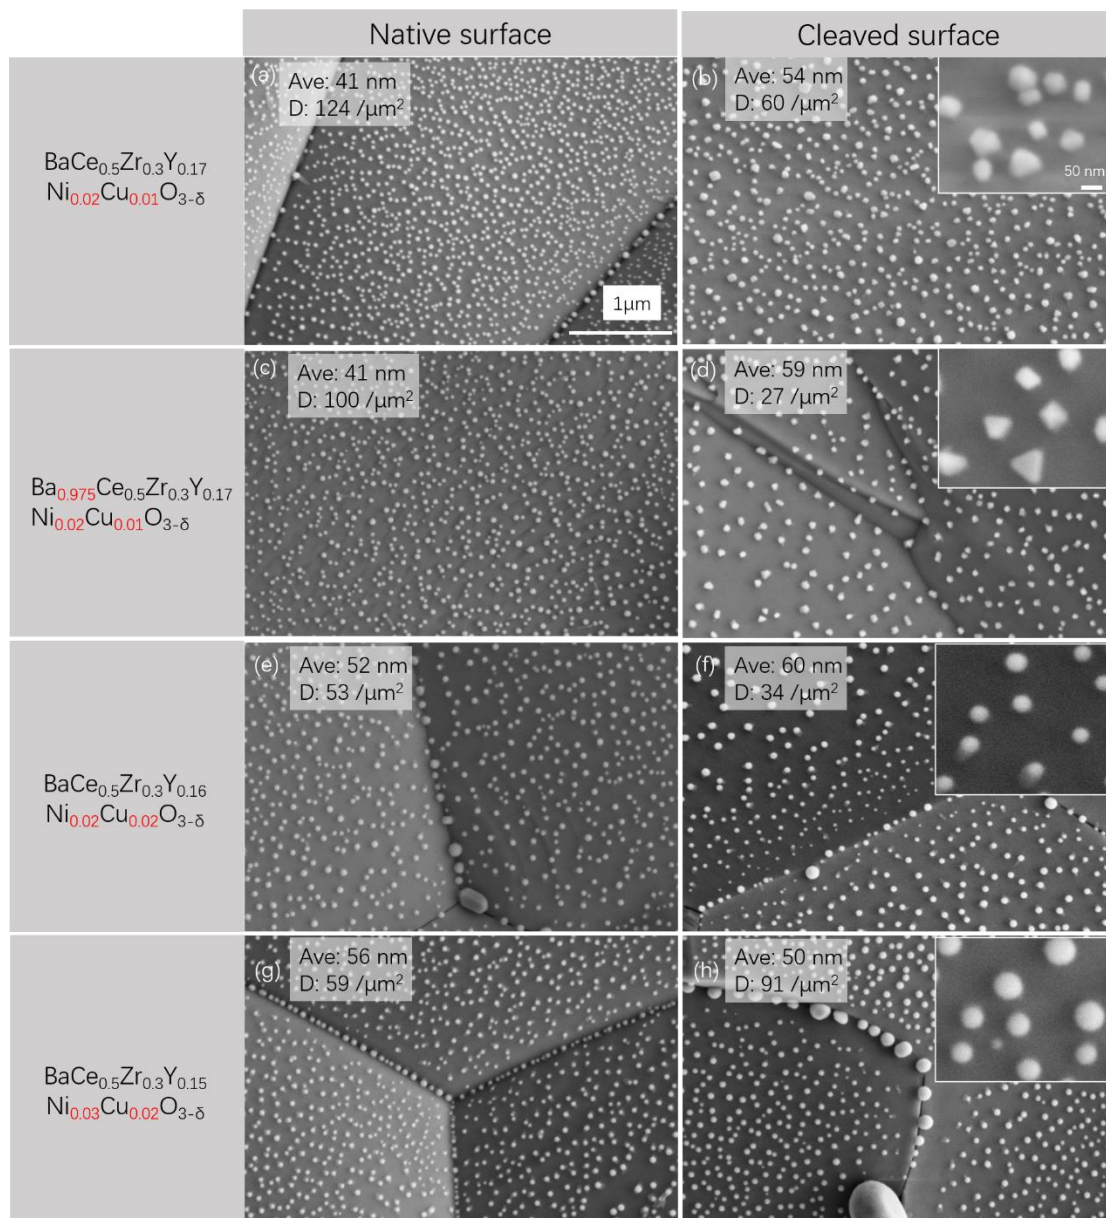 Native surface
Cleaved surface
BaCe₀.₅Zr₀.₃Y₀.₁₇
Ni₀.₀₂Cu₀.₀₁O₃₋δ
(a)
Ave: 41 nm
D: 124 /μm²
1μm
(b)
Ave: 54 nm
D: 60 /μm²
50 nm
Ba₀.₉₇₅Ce₀.₅Zr₀.₃Y₀.₁₇
Ni₀.₀₂Cu₀.₀₁O₃₋δ
(c)
Ave: 41 nm
D: 100 /μm²
(d)
Ave: 59 nm
D: 27 /μm²
BaCe₀.₅Zr₀.₃Y₀.₁₆
Ni₀.₀₂Cu₀.₀₂O₃₋δ
(e)
Ave: 52 nm
D: 53 /μm²
(f)
Ave: 60 nm
D: 34 /μm²
BaCe₀.₅Zr₀.₃Y₀.₁₅
Ni₀.₀₃Cu₀.₀₂O₃₋δ
(g)
Ave: 56 nm
D: 59 /μm²
(h)
Ave: 50 nm
D: 91 /μm²